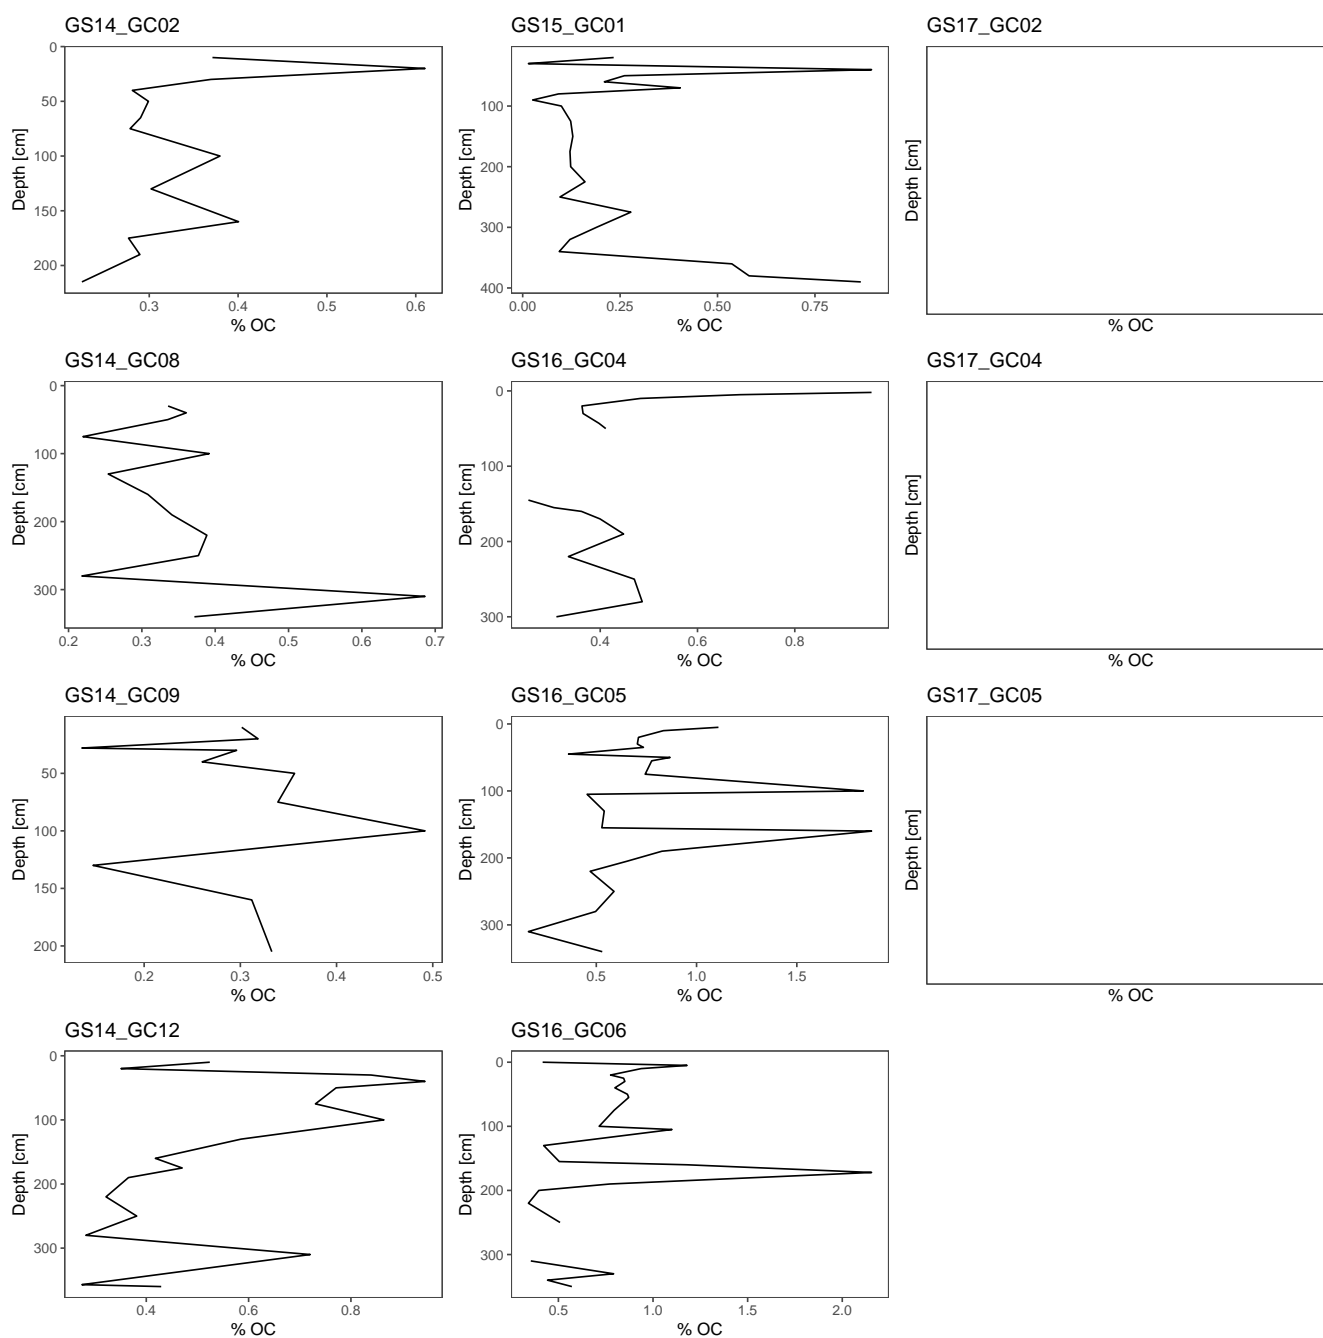 GS14_GC02
0
50
100
150
200
Depth [cm]
0.3 0.4 0.5 0.6
% OC
GS15_GC01
100
200
300
400
Depth [cm]
0.00 0.25 0.50 0.75
% OC
GS17_GC02
Depth [cm]
% OC
GS14_GC08
0
100
200
300
Depth [cm]
0.2 0.3 0.4 0.5 0.6 0.7
% OC
GS16_GC04
0
100
200
300
Depth [cm]
0.4 0.6 0.8
% OC
GS17_GC04
Depth [cm]
% OC
GS14_GC09
50
100
150
200
Depth [cm]
0.2 0.3 0.4 0.5
% OC
GS16_GC05
0
100
200
300
Depth [cm]
0.5 1.0 1.5
% OC
GS17_GC05
Depth [cm]
% OC
GS14_GC12
0
100
200
300
Depth [cm]
0.4 0.6 0.8
% OC
GS16_GC06
0
100
200
300
Depth [cm]
0.5 1.0 1.5 2.0
% OC